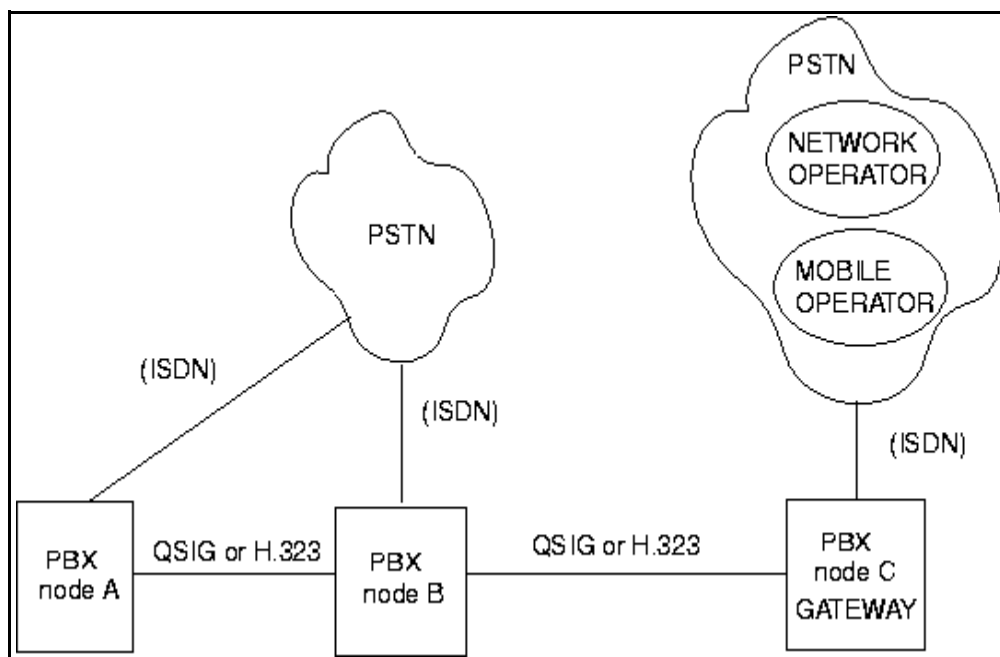 PSTN
NETWORK
OPERATOR
MOBILE
OPERATOR
PSTN
(ISDN)
(ISDN)
(ISDN)
PBX
node A
QSIG or H.323
PBX
node B
QSIG or H.323
PBX
node C
GATEWAY